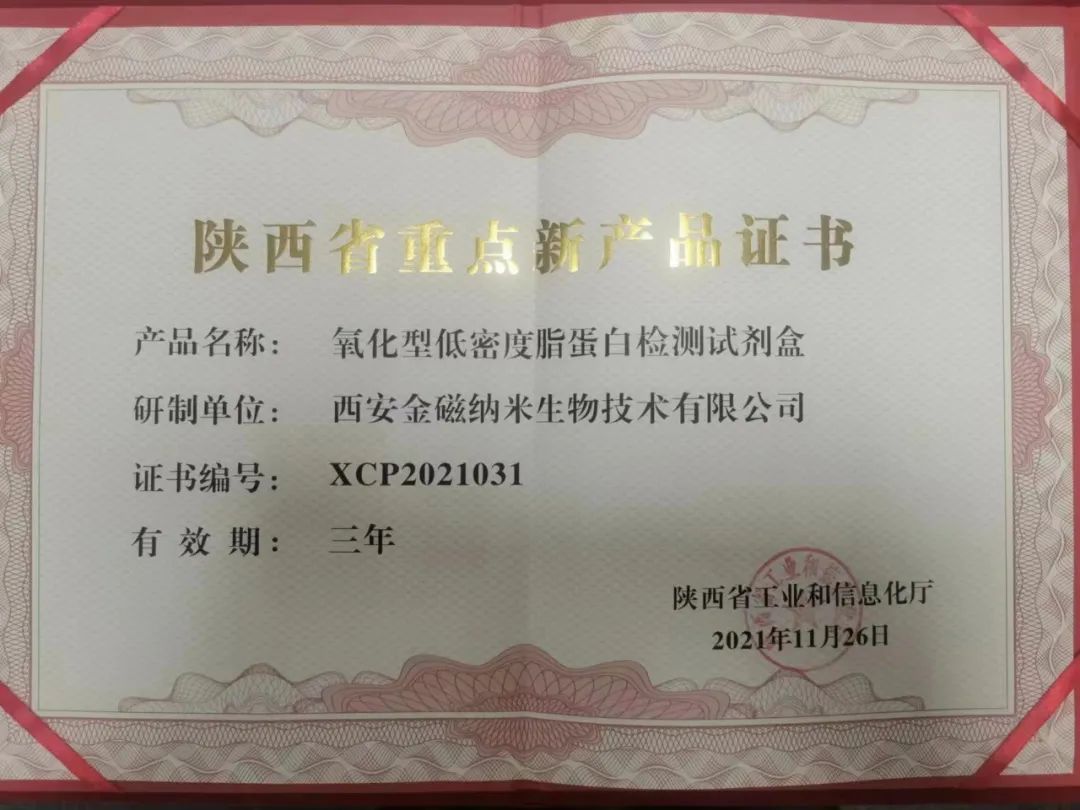 陕西省重点新产品证书
产品名称： 氧化型低密度脂蛋白检测试剂盒
研制单位： 西安金磁纳米生物技术有限公司
证书编号： XCP2021031
有效期： 三年
陕西省工业和信息化厅
2021年11月26日